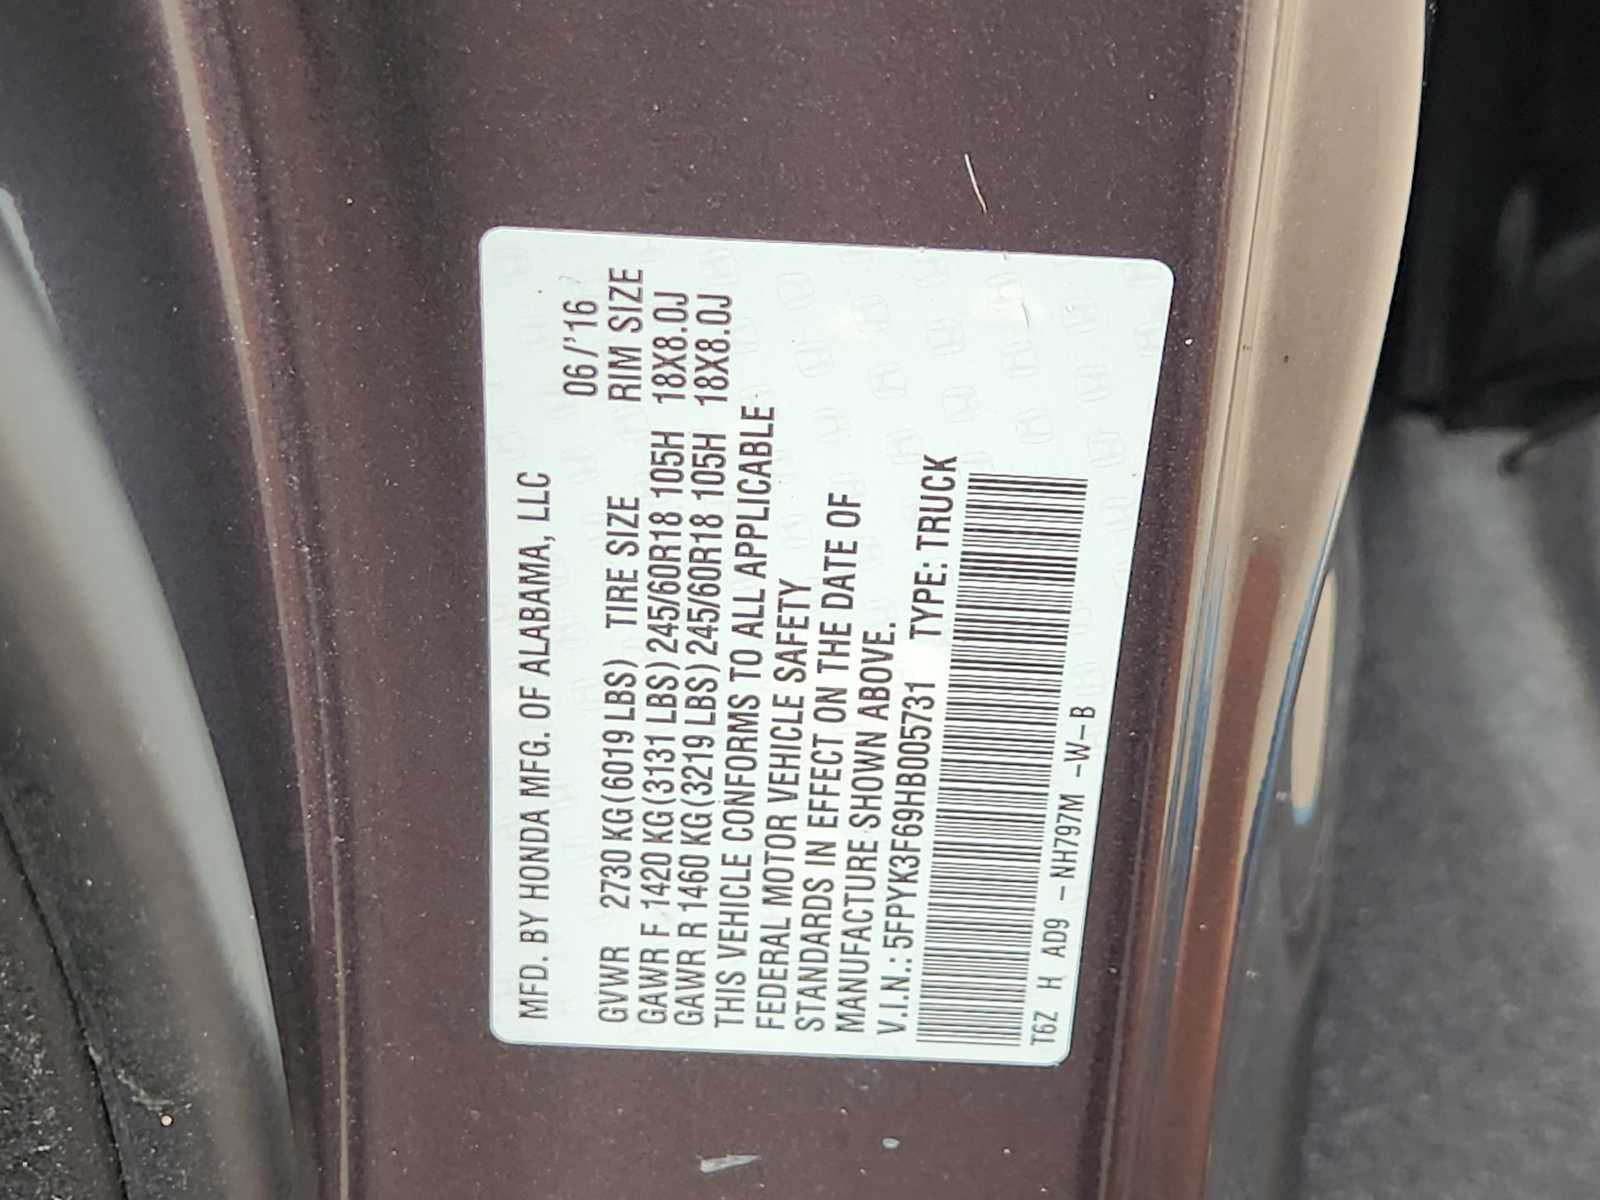 MFD. BY HONDA MFG. OF ALABAMA, LLC
06/'16
GVWR 2730 KG(6019 LBS) TIRE SIZE RIM SIZE
GAWR F 1420 KG(3131 LBS) 245/60R18 105H 18X8.0J
GAWR R 1460 KG(3219 LBS) 245/60R18 105H 18X8.0J
THIS VEHICLE CONFORMS TO ALL APPLICABLE
FEDERAL MOTOR VEHICLE SAFETY
STANDARDS IN EFFECT ON THE DATE OF
MANUFACTURE SHOWN ABOVE.
V.I.N.: 5FPYK3F69HB005731 TYPE: TRUCK
T6Z H AD9 -NH797M -W-B